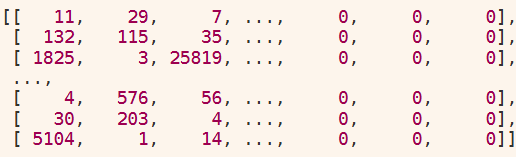 [[   11,    29,     7, ...,     0,     0,     0],
 [  132,   115,    35, ...,     0,     0,     0],
 [ 1825,     3, 25819, ...,     0,     0,     0],
 ...,
 [    4,   576,    56, ...,     0,     0,     0],
 [   30,   203,     4, ...,     0,     0,     0],
 [ 5104,     1,    14, ...,     0,     0,     0]]